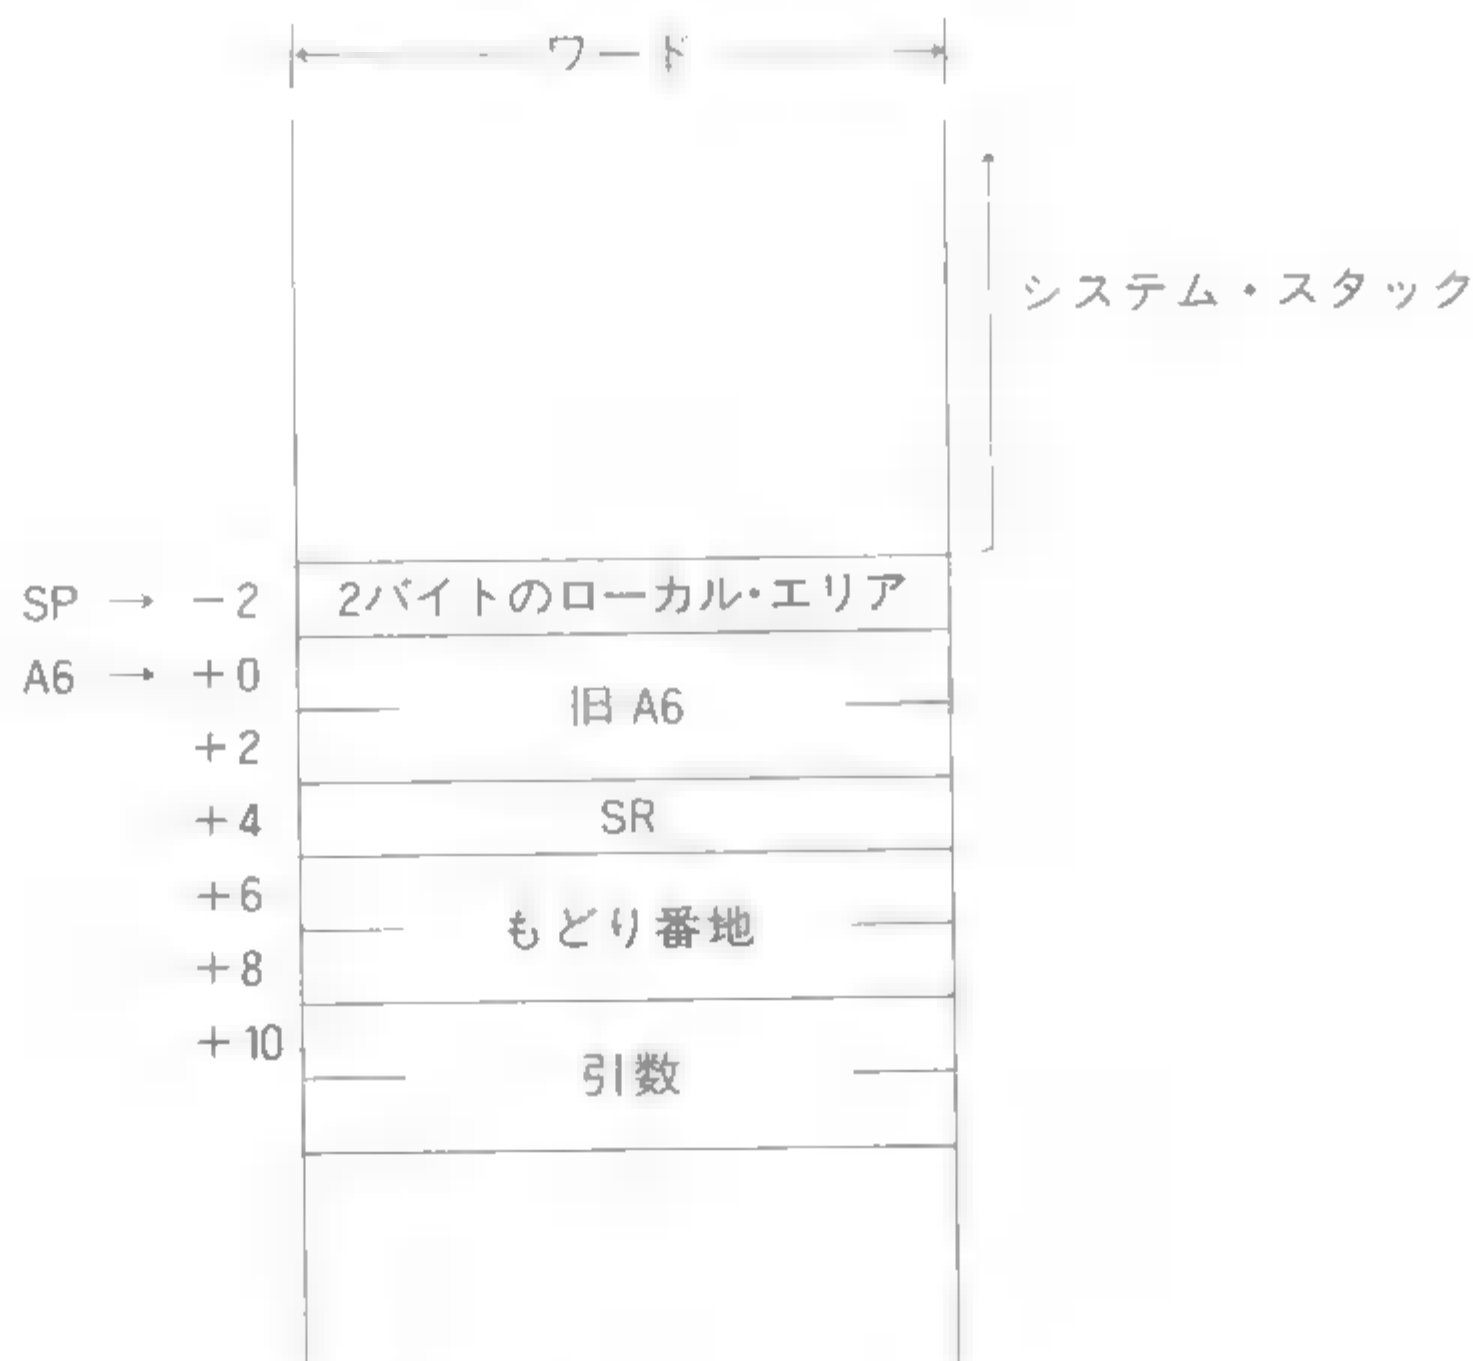 ワード
システム・スタック
SP → −2 2バイトのローカル・エリア
A6 → +0
旧 A6
+2
+4 SR
+6
もどり番地
+8
+10
引数